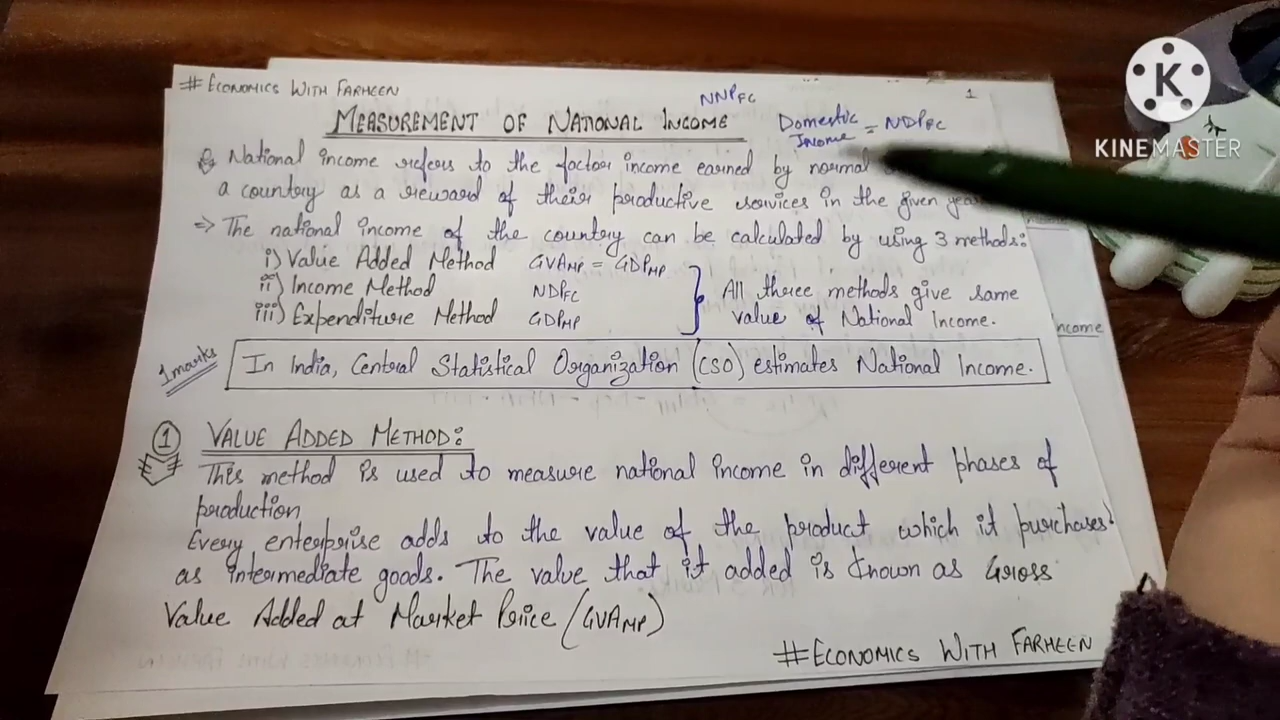 # ECONOMICS WITH FARHEEN
1
NNPFC
MEASUREMENT OF NATIONAL INCOME
Domestic Inome = NDPFC
National income refers to the factor income earned by normal
a country as a reward of their productive services in the given year
⇒ The national income of the country can be calculated by using 3 methods:
i) Value Added Method GVAMP = GDPMP
ii) Income Method NDPFC
iii) Expenditure Method GDPMP
All three methods give same
value of National Income.
ncome
1marks
In India, Central Statistical Organization (CSO) estimates National Income.
1 VALUE ADDED METHOD:
This method is used to measure national income in different phases of
production
Every enterprise adds to the value of the product which it purchases
as intermediate goods. The value that it added is known as Gross
Value Added at Market Price (GVAMP)
#ECONOMICS WITH FARHEEN
K
KINEMASTER